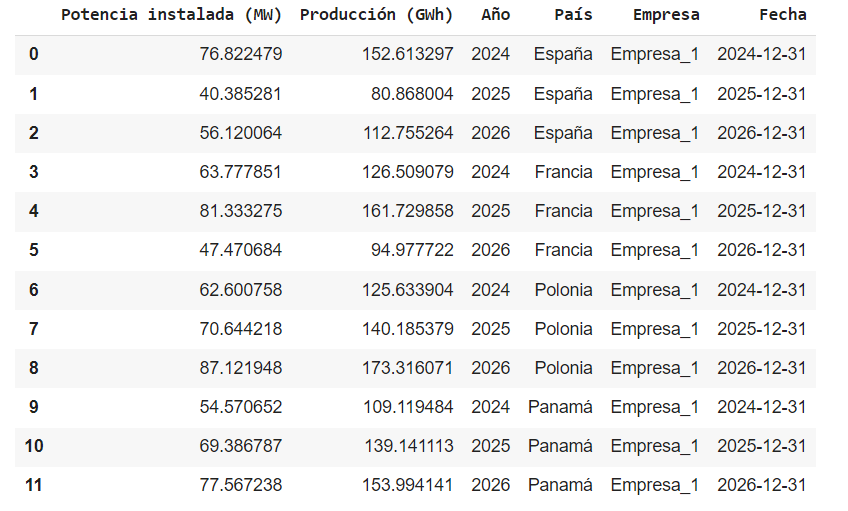 Potencia instalada (MW) Producción (GWh) Año País Empresa Fecha
0 76.822479 152.613297 2024 España Empresa_1 2024-12-31
1 40.385281 80.868004 2025 España Empresa_1 2025-12-31
2 56.120064 112.755264 2026 España Empresa_1 2026-12-31
3 63.777851 126.509079 2024 Francia Empresa_1 2024-12-31
4 81.333275 161.729858 2025 Francia Empresa_1 2025-12-31
5 47.470684 94.977722 2026 Francia Empresa_1 2026-12-31
6 62.600758 125.633904 2024 Polonia Empresa_1 2024-12-31
7 70.644218 140.185379 2025 Polonia Empresa_1 2025-12-31
8 87.121948 173.316071 2026 Polonia Empresa_1 2026-12-31
9 54.570652 109.119484 2024 Panamá Empresa_1 2024-12-31
10 69.386787 139.141113 2025 Panamá Empresa_1 2025-12-31
11 77.567238 153.994141 2026 Panamá Empresa_1 2026-12-31